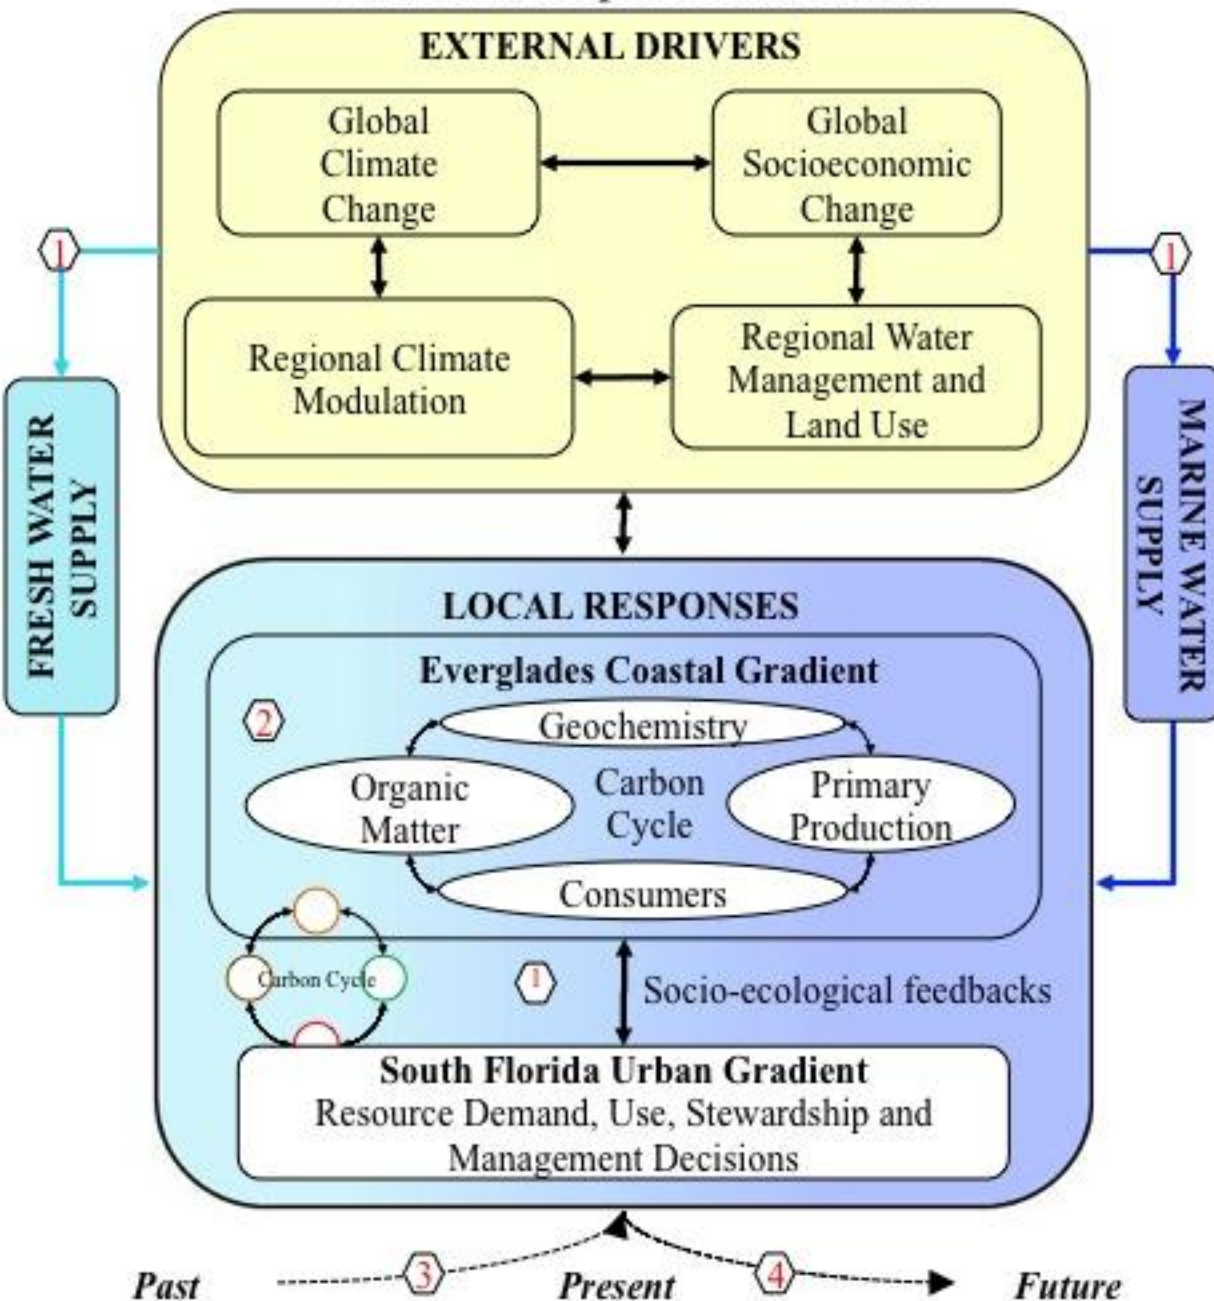 EXTERNAL DRIVERS
Global
Climate
Change
Global
Socioeconomic
Change
1
1
Regional Climate
Modulation
Regional Water
Management and
Land Use
FRESH WATER
SUPPLY
MARINE WATER
SUPPLY
LOCAL RESPONSES
Everglades Coastal Gradient
2
Geochemistry
Organic
Matter
Carbon
Cycle
Primary
Production
Consumers
Carbon Cycle
1
Socio-ecological feedbacks
South Florida Urban Gradient
Resource Demand, Use, Stewardship and
Management Decisions
Past
3
Present
4
Future